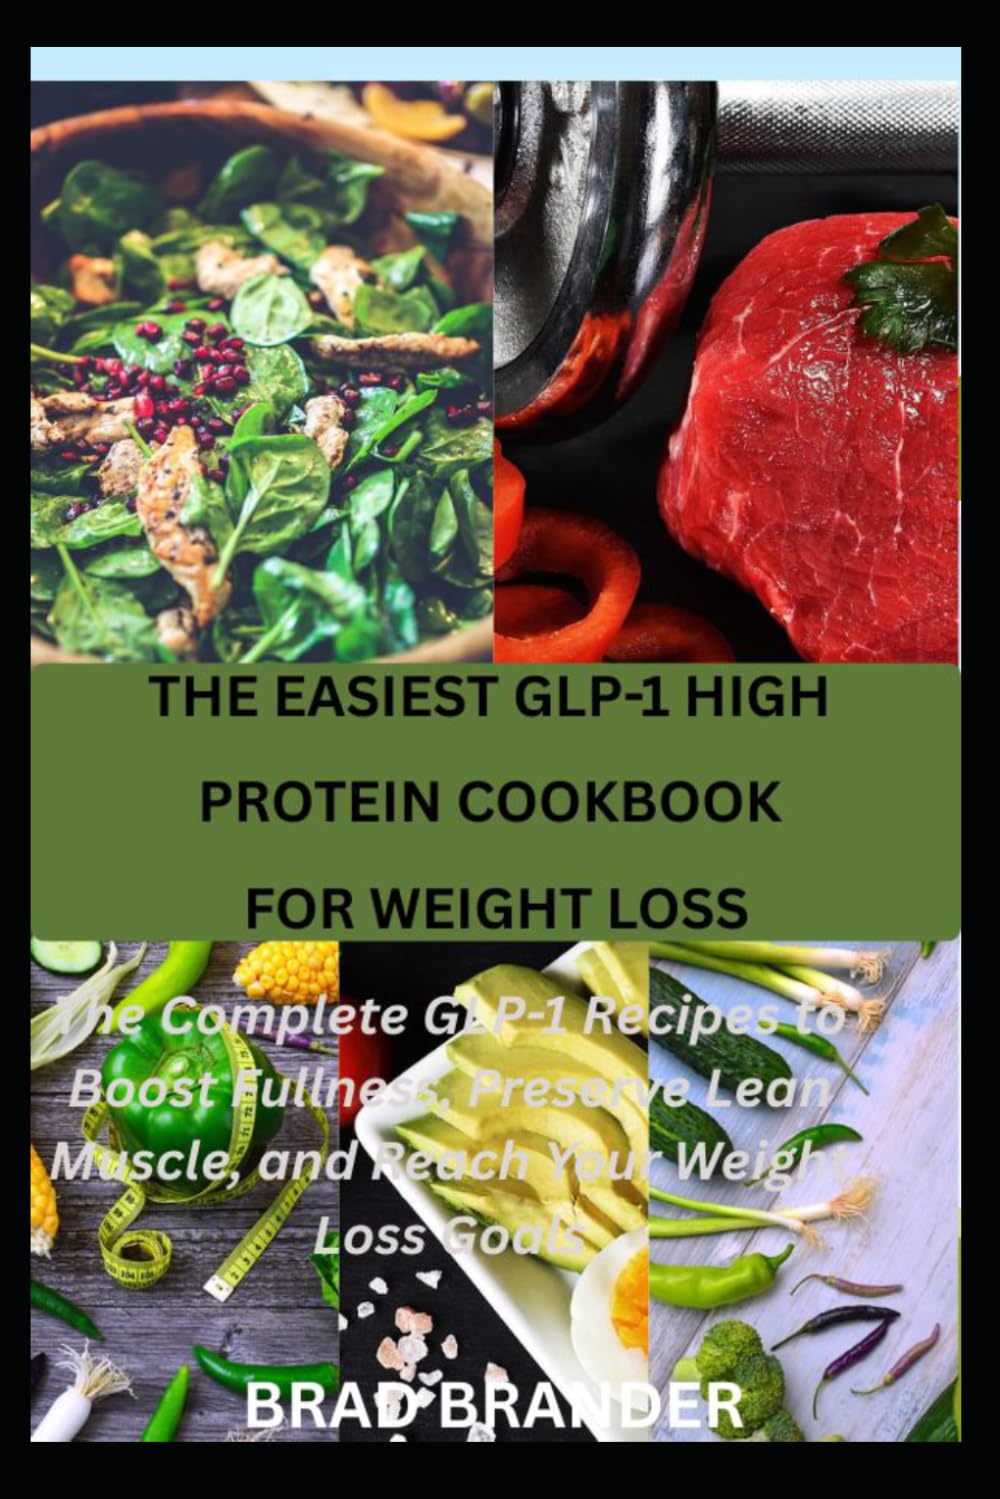 THE EASIEST GLP-1 HIGH
PROTEIN COOKBOOK
FOR WEIGHT LOSS
The Complete GLP-1 Recipes to
Boost Fullness, Preserve Lean
Muscle, and Reach Your Weight
Loss Goals
BRAD BRANDER